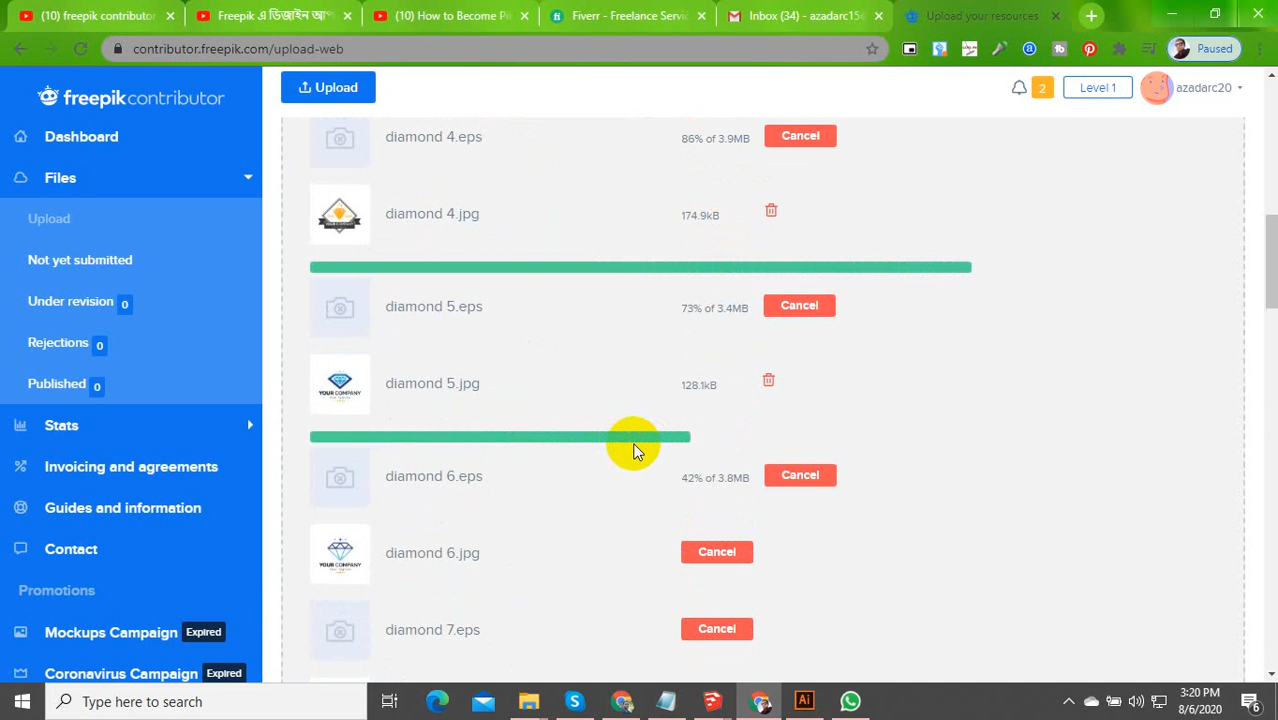 (10) freepik contributor
Freepik এ ডিজাইন আপ
(10) How to Become P
Fiverr - Freelance Servic
Inbox (34) - azadarc156
Upload your resources
contributor.freepik.com/upload-web
Paused
freepik contributor
Upload
2
Level 1
azadarc20
Dashboard
Files
Upload
Not yet submitted
Under revision 0
Rejections 0
Published 0
Stats
Invoicing and agreements
Guides and information
Contact
Promotions
Mockups Campaign Expired
Coronavirus Campaign Expired
diamond 4.eps 86% of 3.9MB Cancel
YOUR COMPANY
diamond 4.jpg 174.9kB
diamond 5.eps 73% of 3.4MB Cancel
YOUR COMPANY
diamond 5.jpg 128.1kB
diamond 6.eps 42% of 3.8MB Cancel
YOUR COMPANY
diamond 6.jpg Cancel
diamond 7.eps Cancel
Type here to search
Ai
3:20 PM
8/6/2020
6